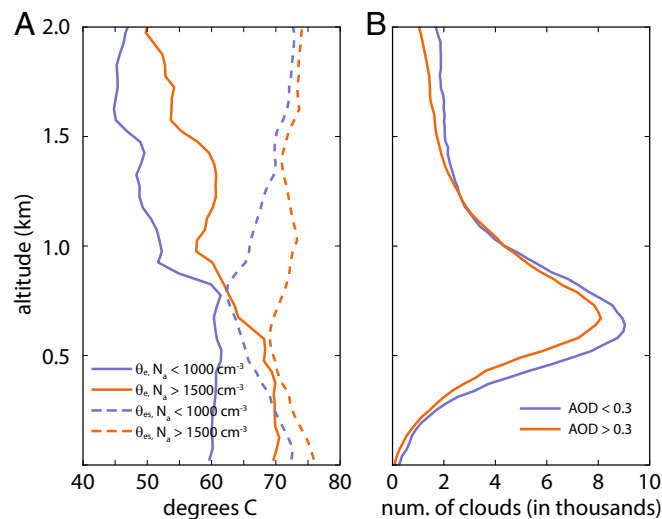 A
B
2.0
1.5
1.0
0.5
altitude (km)
θe, Na < 1000 cm-3
θe, Na > 1500 cm-3
θes, Na < 1000 cm-3
θes, Na > 1500 cm-3
40 50 60 70 80
degrees C
AOD < 0.3
AOD > 0.3
0 2 4 6 8 10
num. of clouds (in thousands)